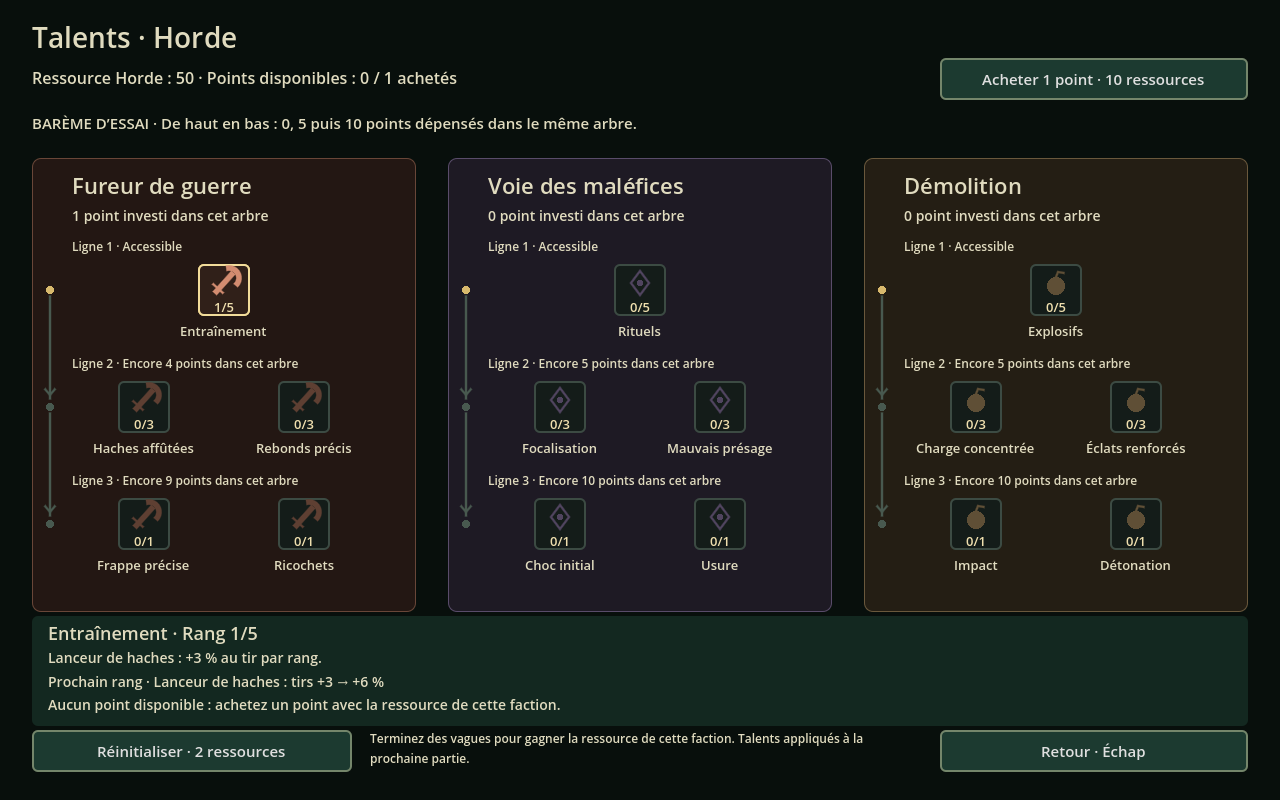 Talents · Horde
Ressource Horde : 50 · Points disponibles : 0 / 1 achetés
Acheter 1 point · 10 ressources
BARÈME D’ESSAI · De haut en bas : 0, 5 puis 10 points dépensés dans le même arbre.
Fureur de guerre
1 point investi dans cet arbre
Ligne 1 · Accessible
1/5
Entraînement
Ligne 2 · Encore 4 points dans cet arbre
0/3 0/3
Haches affûtées Rebonds précis
Ligne 3 · Encore 9 points dans cet arbre
0/1 0/1
Frappe précise Ricochets
Voie des maléfices
0 point investi dans cet arbre
Ligne 1 · Accessible
0/5
Rituels
Ligne 2 · Encore 5 points dans cet arbre
0/3 0/3
Focalisation Mauvais présage
Ligne 3 · Encore 10 points dans cet arbre
0/1 0/1
Choc initial Usure
Démolition
0 point investi dans cet arbre
Ligne 1 · Accessible
0/5
Explosifs
Ligne 2 · Encore 5 points dans cet arbre
0/3 0/3
Charge concentrée Éclats renforcés
Ligne 3 · Encore 10 points dans cet arbre
0/1 0/1
Impact Détonation
Entraînement · Rang 1/5
Lanceur de haches : +3 % au tir par rang.
Prochain rang · Lanceur de haches : tirs +3 → +6 %
Aucun point disponible : achetez un point avec la ressource de cette faction.
Réinitialiser · 2 ressources
Terminez des vagues pour gagner la ressource de cette faction. Talents appliqués à la
prochaine partie.
Retour · Échap